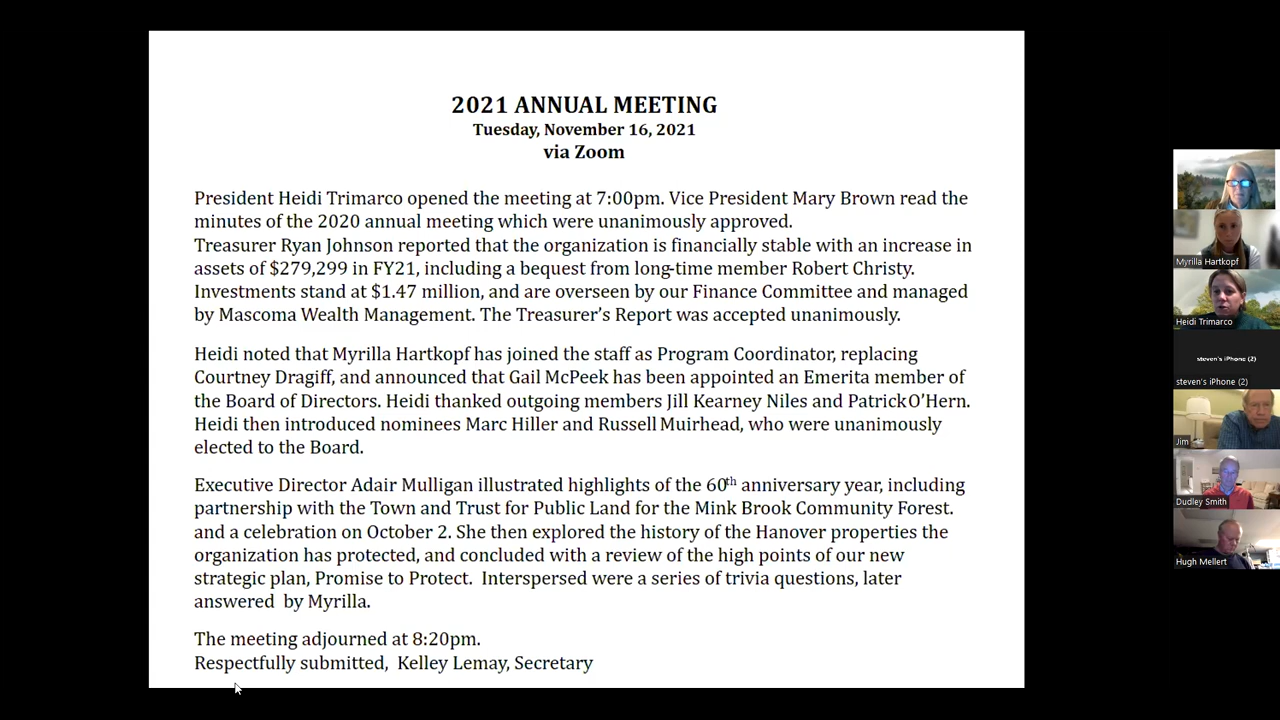 2021 ANNUAL MEETING
Tuesday, November 16, 2021
via Zoom
President Heidi Trimarco opened the meeting at 7:00pm. Vice President Mary Brown read the
minutes of the 2020 annual meeting which were unanimously approved.
Treasurer Ryan Johnson reported that the organization is financially stable with an increase in
assets of $279,299 in FY21, including a bequest from long-time member Robert Christy.
Investments stand at $1.47 million, and are overseen by our Finance Committee and managed
by Mascoma Wealth Management. The Treasurer's Report was accepted unanimously.
Heidi noted that Myrilla Hartkopf has joined the staff as Program Coordinator, replacing
Courtney Dragiff, and announced that Gail McPeek has been appointed an Emerita member of
the Board of Directors. Heidi thanked outgoing members Jill Kearney Niles and Patrick O'Hern.
Heidi then introduced nominees Marc Hiller and Russell Muirhead, who were unanimously
elected to the Board.
Executive Director Adair Mulligan illustrated highlights of the 60th anniversary year, including
partnership with the Town and Trust for Public Land for the Mink Brook Community Forest.
and a celebration on October 2. She then explored the history of the Hanover properties the
organization has protected, and concluded with a review of the high points of our new
strategic plan, Promise to Protect. Interspersed were a series of trivia questions, later
answered by Myrilla.
The meeting adjourned at 8:20pm.
Respectfully submitted, Kelley Lemay, Secretary
Myrilla Hartkopf
Heidi Trimarco
steven's iPhone (2)
steven's iPhone (2)
Jim
Dudley Smith
Hugh Mellert